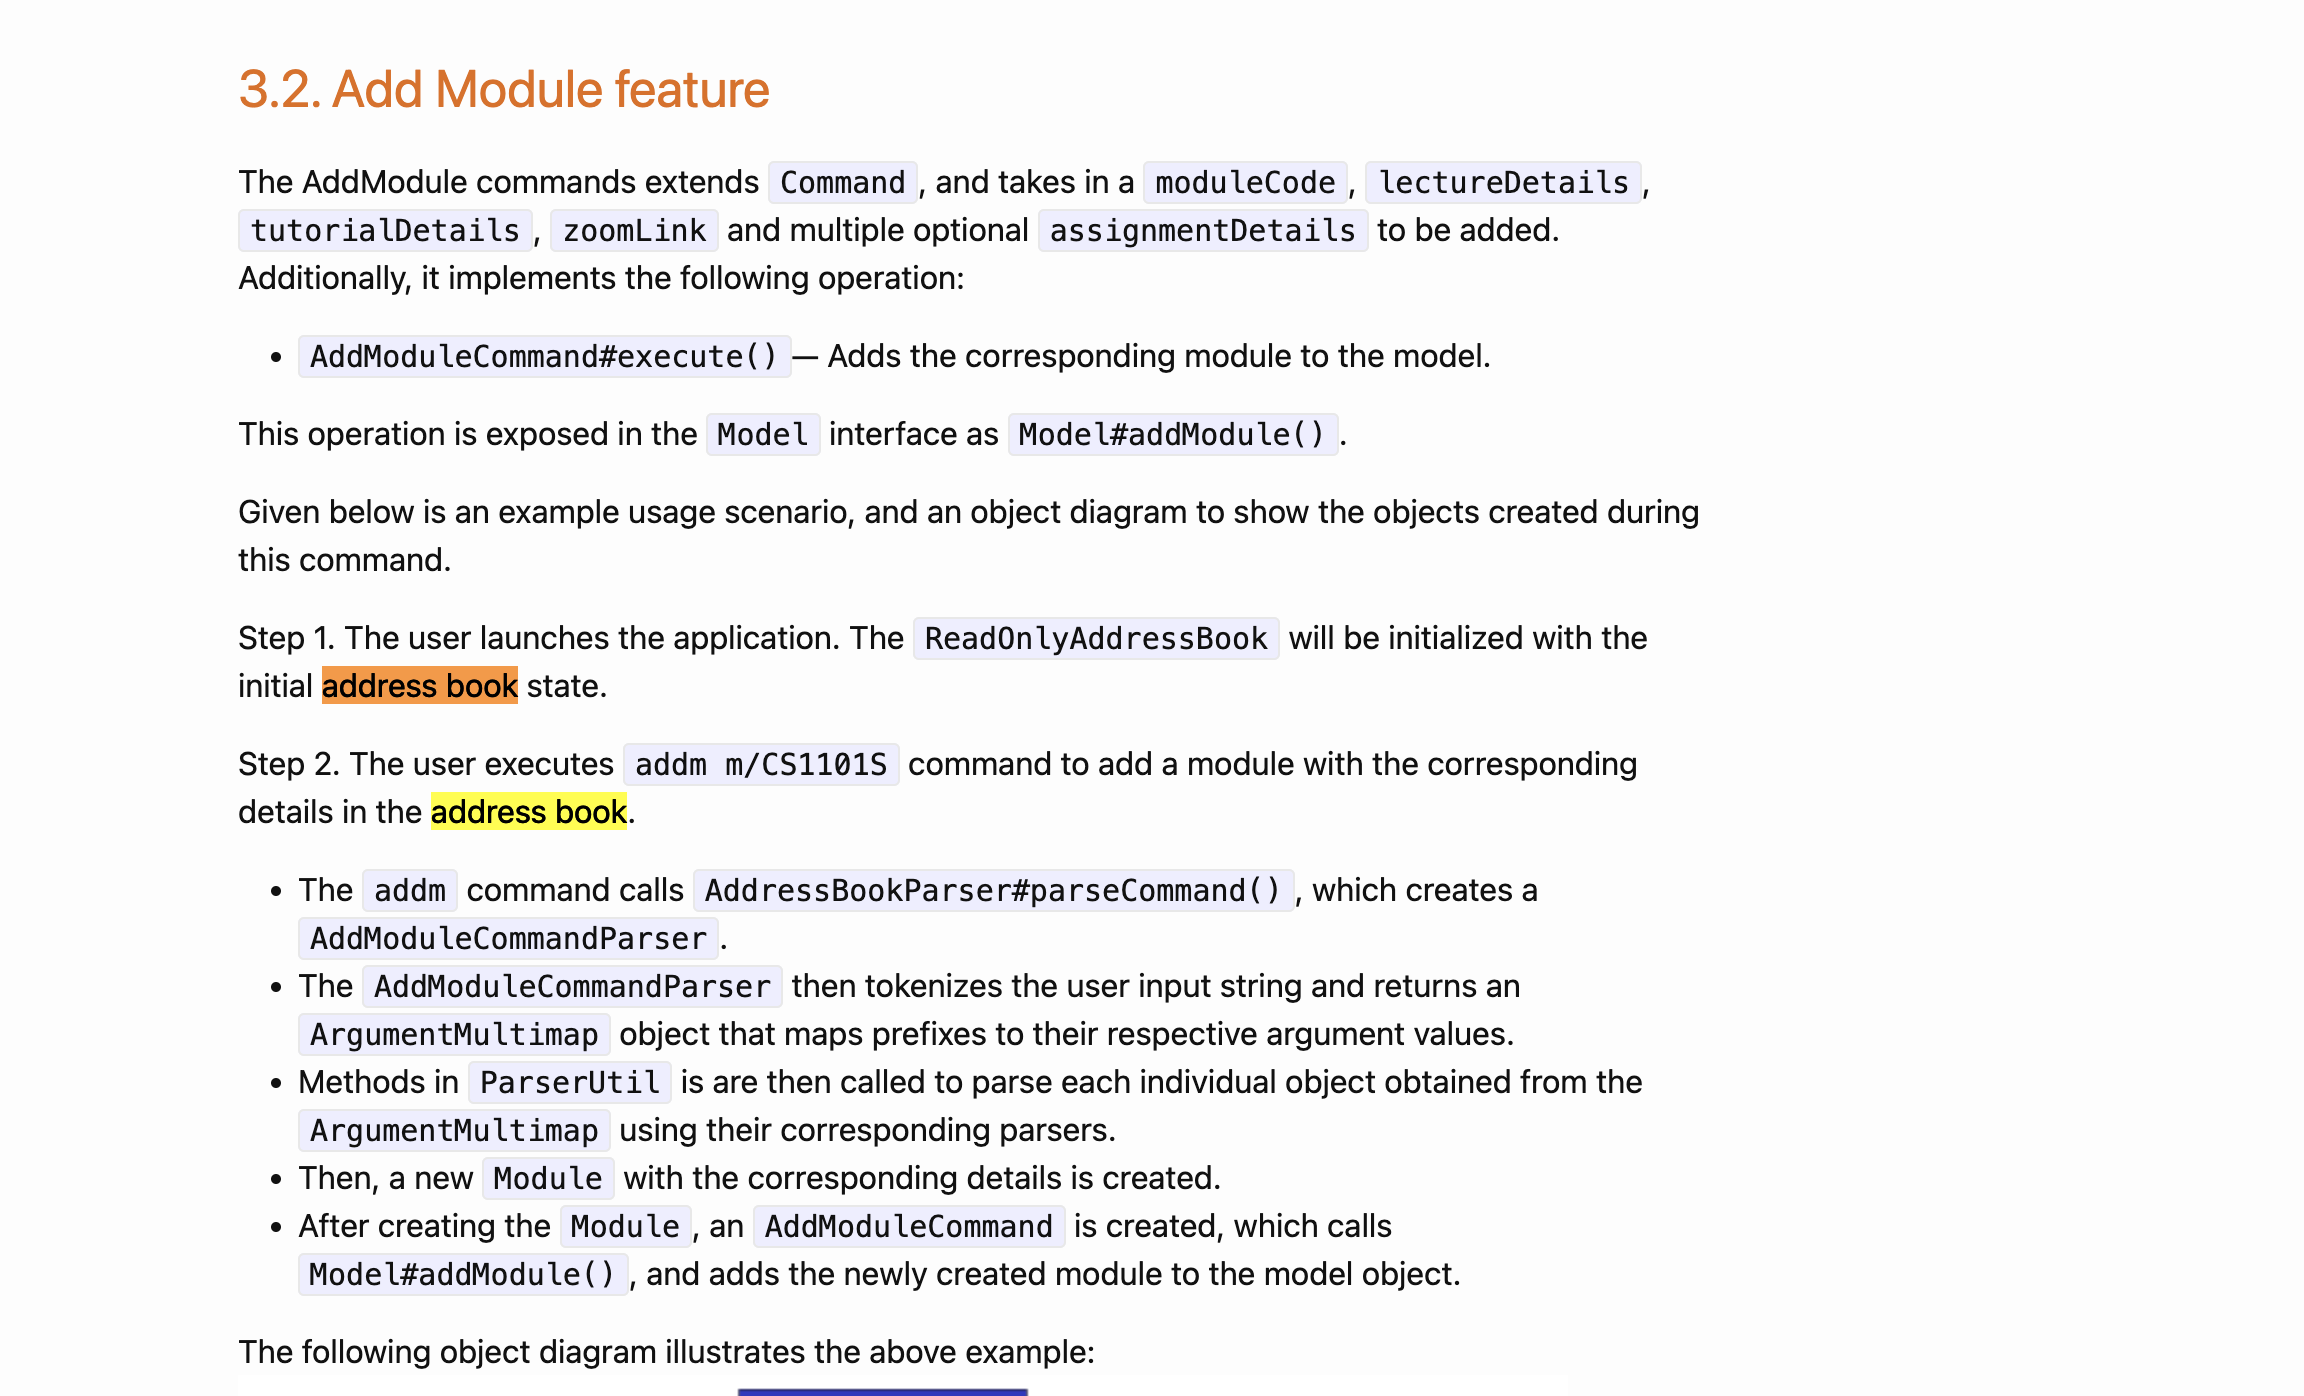 3.2. Add Module feature
The AddModule commands extends Command, and takes in a moduleCode, lectureDetails,
tutorialDetails, zoomLink and multiple optional assignmentDetails to be added.
Additionally, it implements the following operation:
• AddModuleCommand#execute() — Adds the corresponding module to the model.
This operation is exposed in the Model interface as Model#addModule().
Given below is an example usage scenario, and an object diagram to show the objects created during
this command.
Step 1. The user launches the application. The ReadOnlyAddressBook will be initialized with the
initial address book state.
Step 2. The user executes addm m/CS1101S command to add a module with the corresponding
details in the address book.
• The addm command calls AddressBookParser#parseCommand(), which creates a
AddModuleCommandParser.
• The AddModuleCommandParser then tokenizes the user input string and returns an
ArgumentMultimap object that maps prefixes to their respective argument values.
• Methods in ParserUtil is are then called to parse each individual object obtained from the
ArgumentMultimap using their corresponding parsers.
• Then, a new Module with the corresponding details is created.
• After creating the Module, an AddModuleCommand is created, which calls
Model#addModule(), and adds the newly created module to the model object.
The following object diagram illustrates the above example: